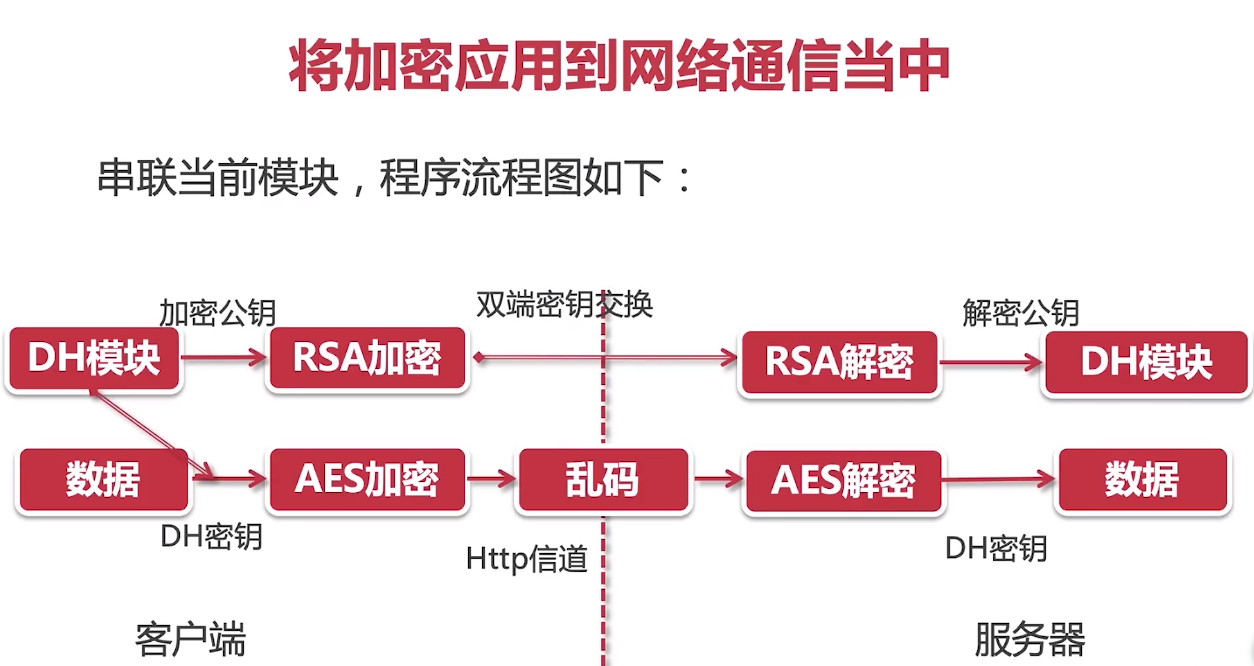 将加密应用到网络通信当中
串联当前模块，程序流程图如下：
加密公钥
双端密钥交换
解密公钥
DH模块
RSA加密
RSA解密
DH模块
数据
AES加密
乱码
AES解密
数据
DH密钥
Http信道
DH密钥
客户端
服务器